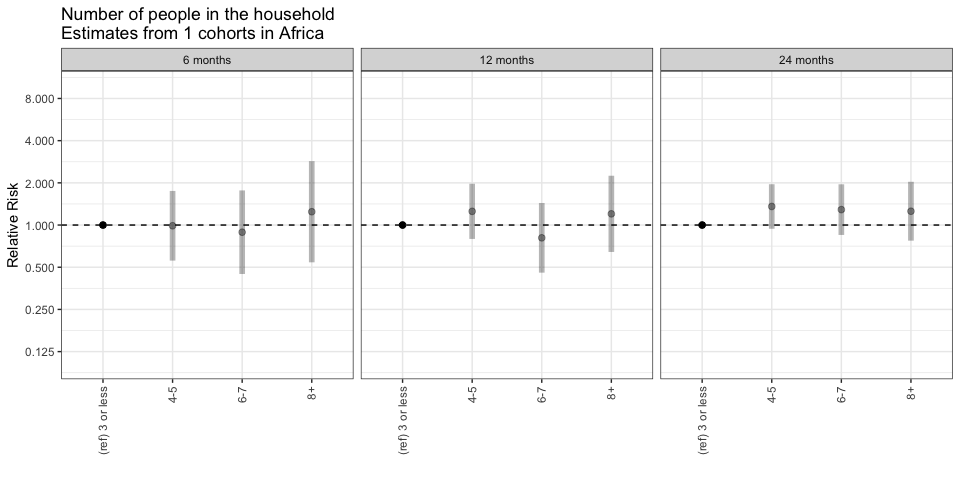 Number of people in the household
Estimates from 1 cohorts in Africa
6 months
12 months
24 months
Relative Risk
8.000
4.000
2.000
1.000
0.500
0.250
0.125
(ref) 3 or less
4-5
6-7
8+
(ref) 3 or less
4-5
6-7
8+
(ref) 3 or less
4-5
6-7
8+